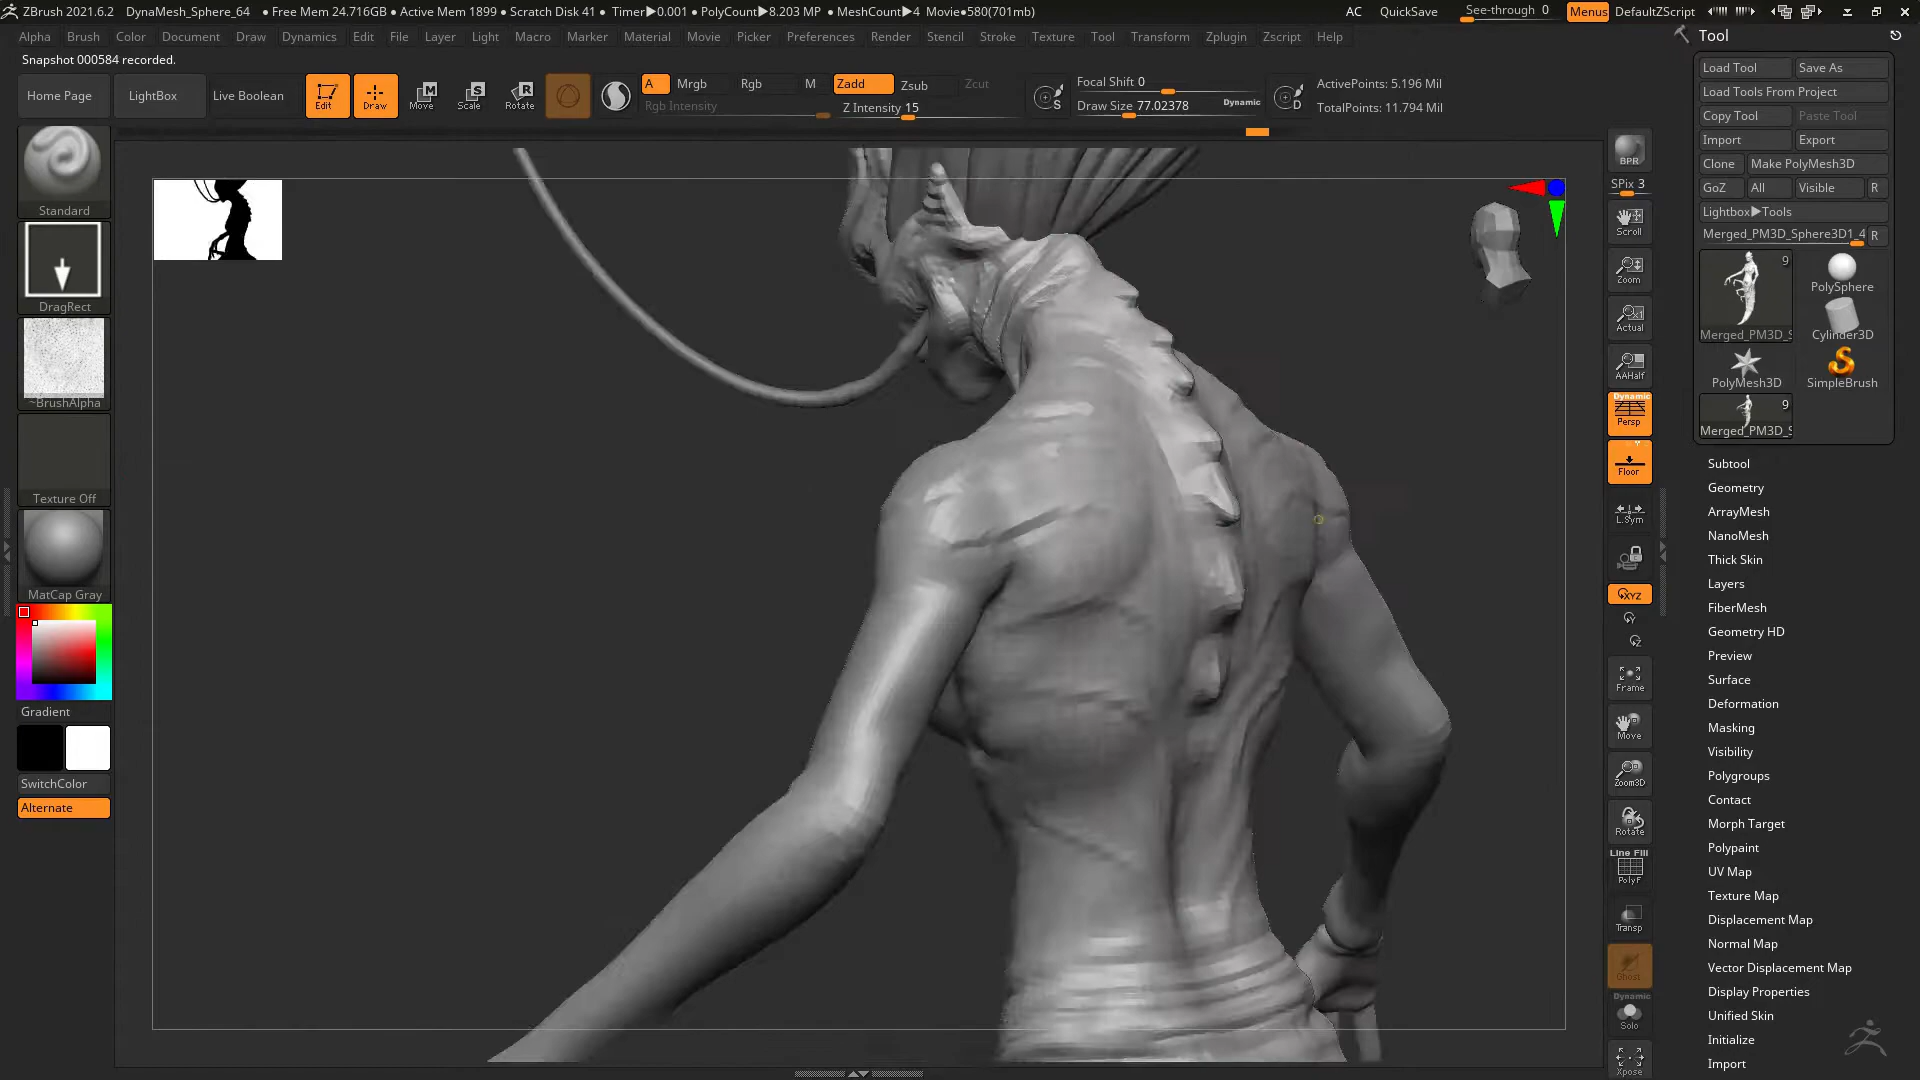 ZBrush 2021.6.2 DynaMesh_Sphere_64 ● Free Mem 24.716GB ● Active Mem 1899 ● Scratch Disk 41 ● Timer▶0.001 ● PolyCount▶8.203 MP ● MeshCount▶4 Movie●580(701mb) AC QuickSave See-through 0 Menus DefaultZScript
Alpha Brush Color Document Draw Dynamics Edit File Layer Light Macro Marker Material Movie Picker Preferences Render Stencil Stroke Texture Tool Transform Zplugin Zscript Help
Tool
Snapshot 000584 recorded.
Home Page LightBox Live Boolean Edit Draw Move Scale Rotate
M S R
A Mrgb Rgb M Zadd Zsub Zcut
Rgb Intensity Z Intensity 15
S Focal Shift 0
Draw Size 77.02378 Dynamic
D ActivePoints: 5.196 Mil
TotalPoints: 11.794 Mil
Standard
DragRect
~BrushAlpha
Texture Off
MatCap Gray
Gradient
SwitchColor
Alternate
BPR
SPix 3
Scroll
Zoom
Actual
AAHalf
Dynamic
Persp
Floor
L.Sym
XYZ
Y
Z
Frame
Move
Zoom3D
Rotate
Line Fill
PolyF
Transp
Ghost
Dynamic
Solo
Xpose
Load Tool Save As
Load Tools From Project
Copy Tool Paste Tool
Import Export
Clone Make PolyMesh3D
GoZ All Visible R
Lightbox▶Tools
Merged_PM3D_Sphere3D1_4 R
9
PolySphere
Merged_PM3D_S Cylinder3D
PolyMesh3D SimpleBrush
9
Merged_PM3D_S
Subtool
Geometry
ArrayMesh
NanoMesh
Thick Skin
Layers
FiberMesh
Geometry HD
Preview
Surface
Deformation
Masking
Visibility
Polygroups
Contact
Morph Target
Polypaint
UV Map
Texture Map
Displacement Map
Normal Map
Vector Displacement Map
Display Properties
Unified Skin
Initialize
Import